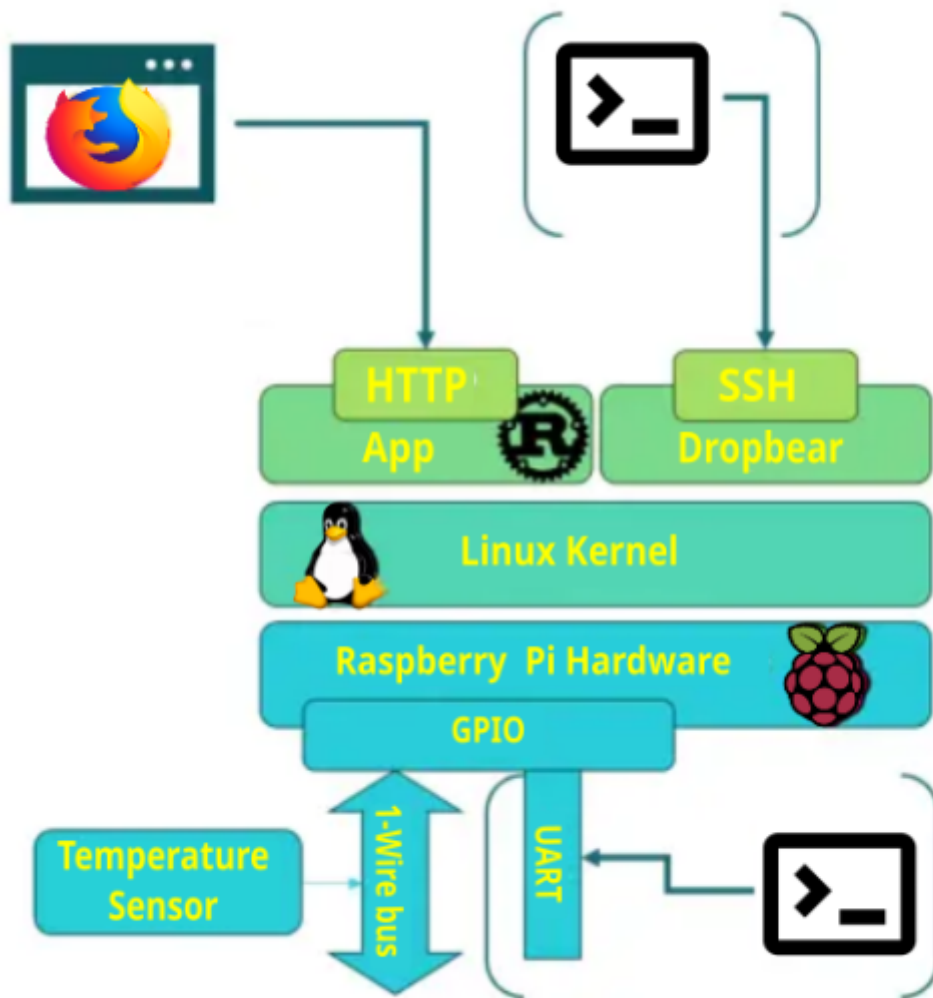 HTTP
SSH
App
Dropbear
Linux Kernel
Raspberry Pi Hardware
GPIO
1-Wire bus
UART
Temperature
Sensor